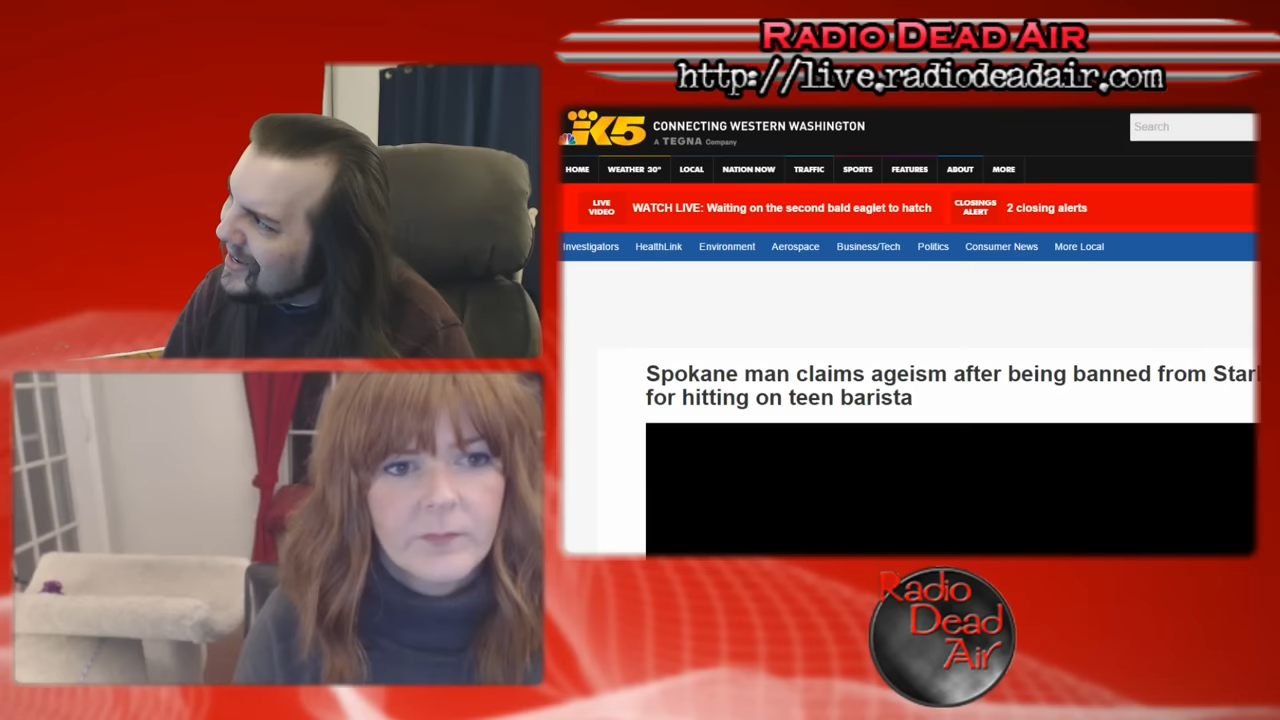 RADIO DEAD AIR
http://live.radiodeadair.com
K5 CONNECTING WESTERN WASHINGTON
A TEGNA Company
Search
HOME WEATHER 30° LOCAL NATION NOW TRAFFIC SPORTS FEATURES ABOUT MORE
LIVE VIDEO WATCH LIVE: Waiting on the second bald eaglet to hatch CLOSINGS ALERT 2 closing alerts
Investigators HealthLink Environment Aerospace Business/Tech Politics Consumer News More Local
Spokane man claims ageism after being banned from Star
for hitting on teen barista
Radio
Dead
Air